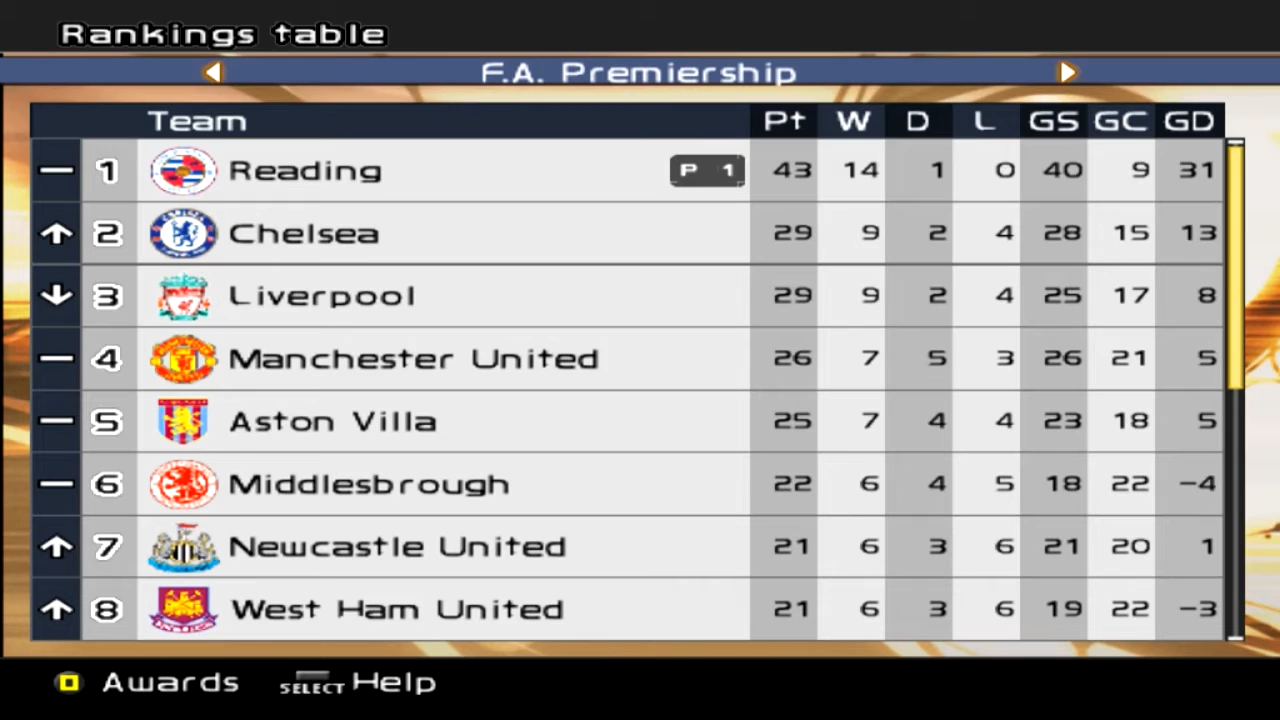 Rankings table
F.A. Premiership
Team Pt W D L GS GC GD
1 Reading P 1 43 14 1 0 40 9 31
2 Chelsea 29 9 2 4 28 15 13
3 Liverpool 29 9 2 4 25 17 8
4 Manchester United 26 7 5 3 26 21 5
5 Aston Villa 25 7 4 4 23 18 5
6 Middlesbrough 22 6 4 5 18 22 -4
7 Newcastle United 21 6 3 6 21 20 1
8 West Ham United 21 6 3 6 19 22 -3
Awards SELECT Help